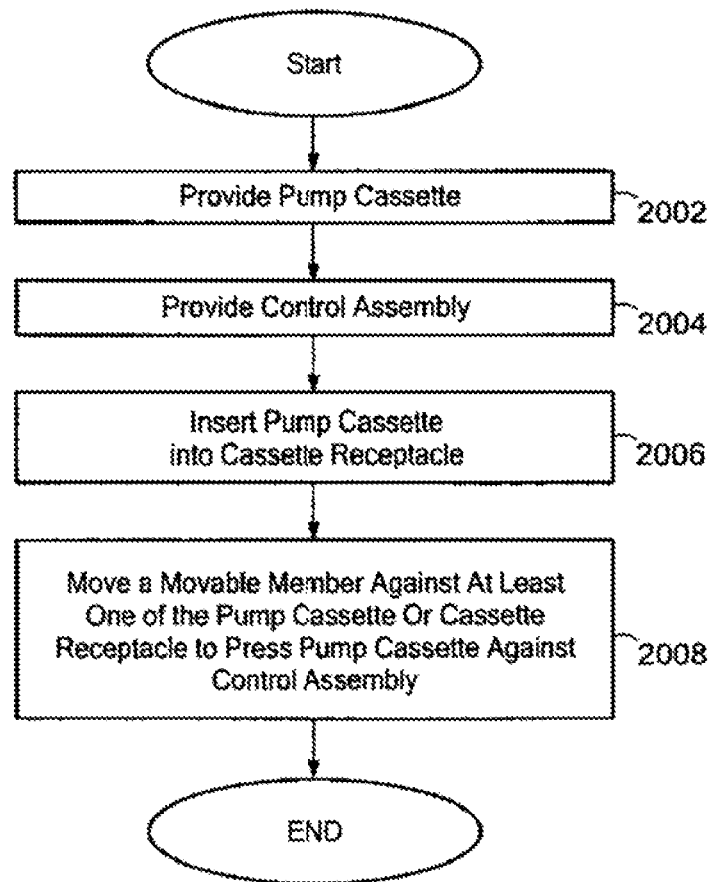 Start
Provide Pump Cassette
2002
Provide Control Assembly
2004
Insert Pump Cassette
into Cassette Receptacle
2006
Move a Movable Member Against At Least
One of the Pump Cassette Or Cassette
Receptacle to Press Pump Cassette Against
Control Assembly
2008
END